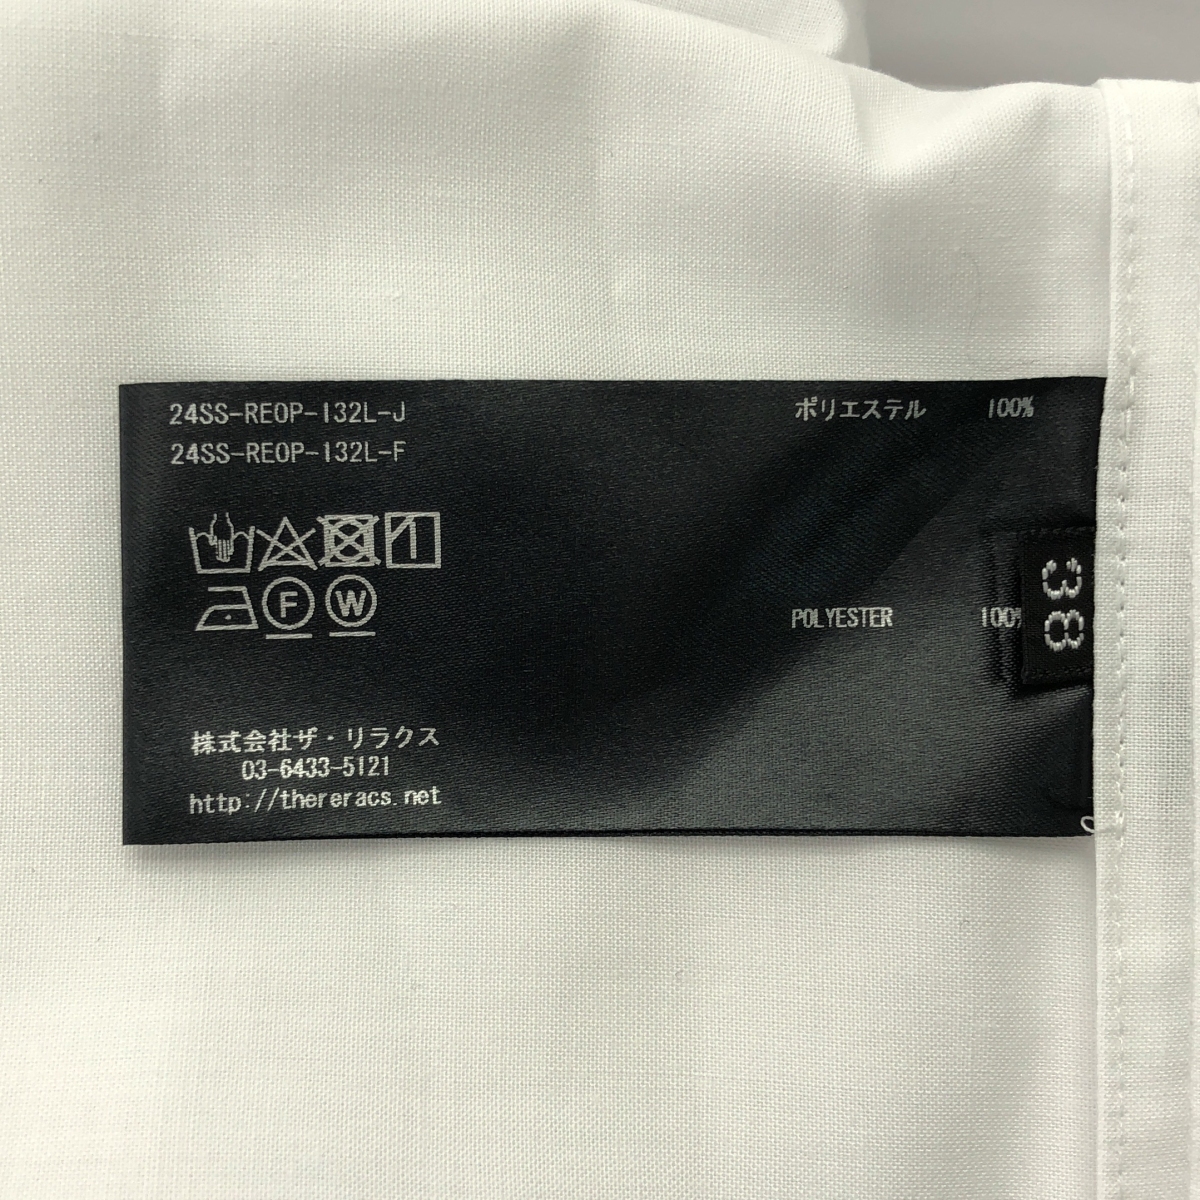 24SS-REOP-132L-J
24SS-REOP-132L-F
ポリエステル 100%
POLYESTER 100%
38
F W
株式会社ザ・リラクス
03-6433-5121
http://thereracs.net